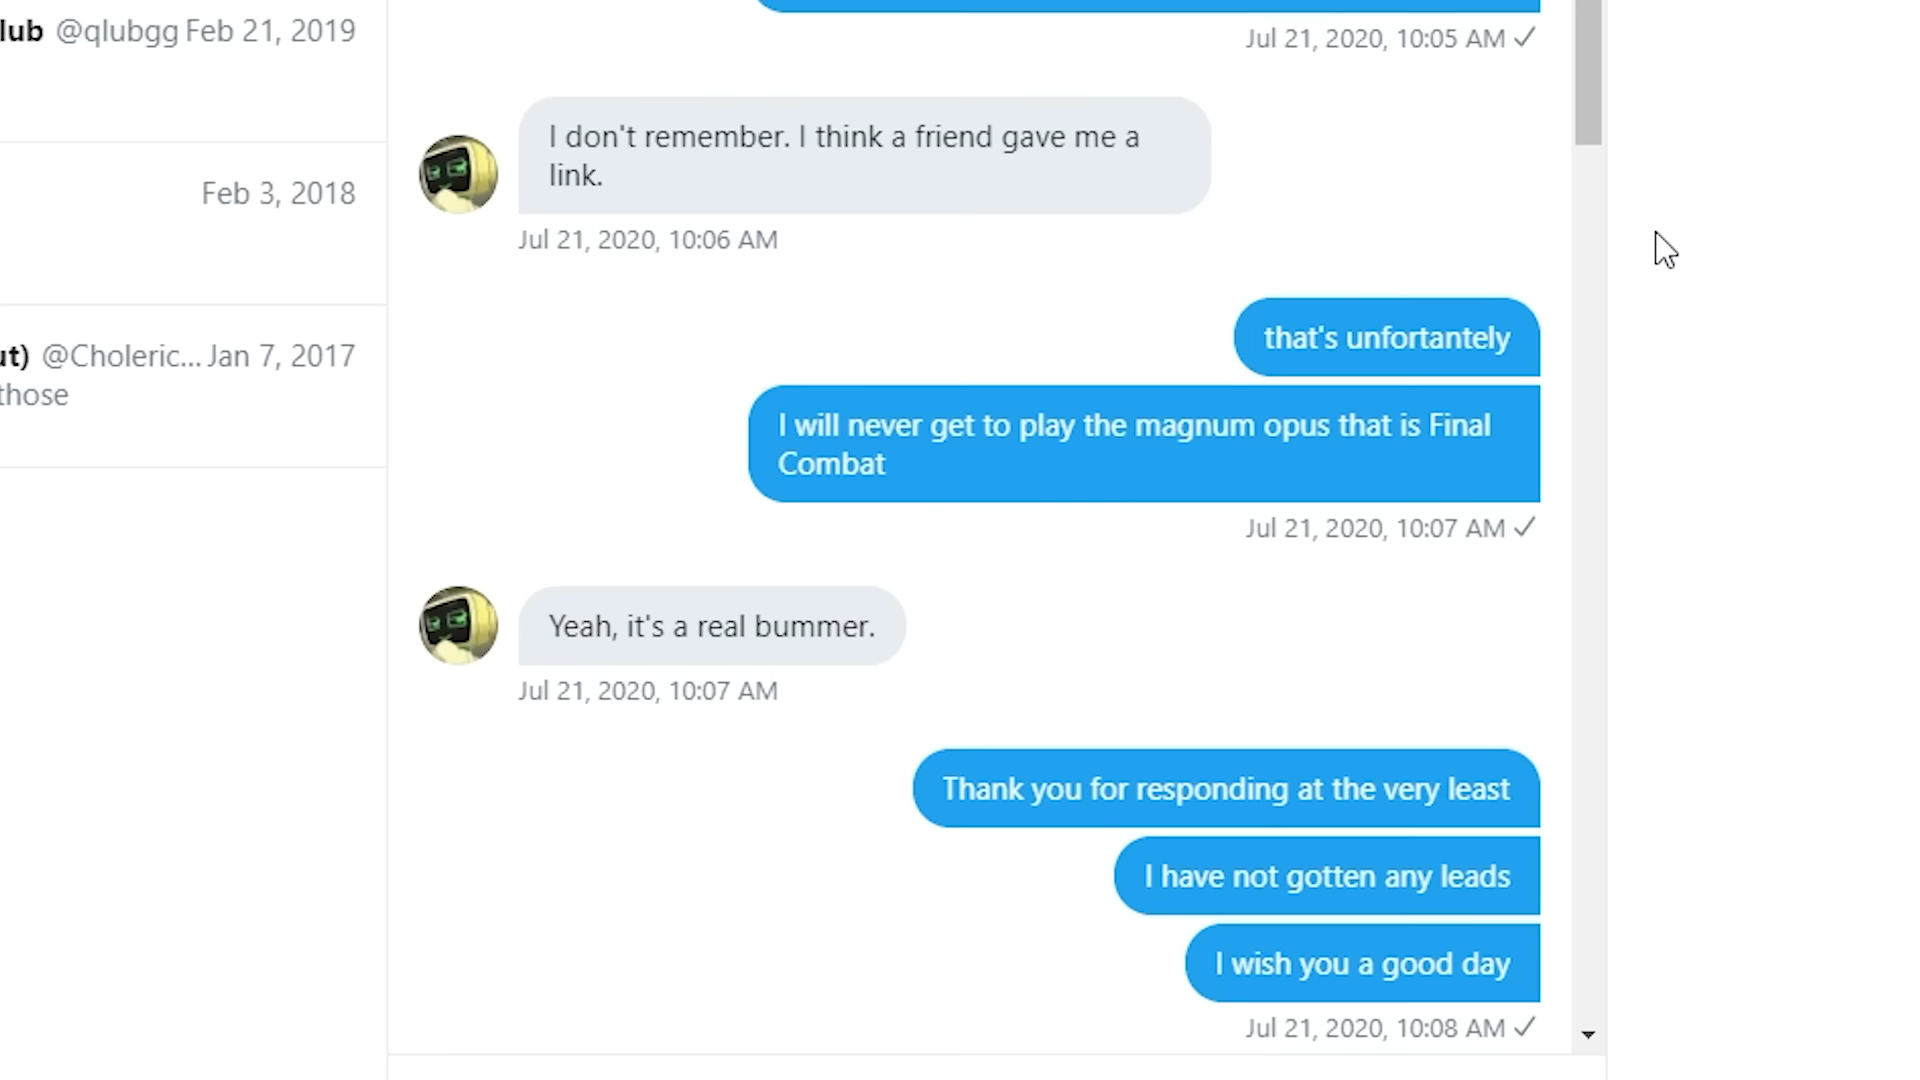 lub @qlubgg Feb 21, 2019
Feb 3, 2018
ut) @Choleric... Jan 7, 2017
those
Jul 21, 2020, 10:05 AM ✓
I don't remember. I think a friend gave me a
link.
Jul 21, 2020, 10:06 AM
that's unfortantely
I will never get to play the magnum opus that is Final
Combat
Jul 21, 2020, 10:07 AM ✓
Yeah, it's a real bummer.
Jul 21, 2020, 10:07 AM
Thank you for responding at the very least
I have not gotten any leads
I wish you a good day
Jul 21, 2020, 10:08 AM ✓